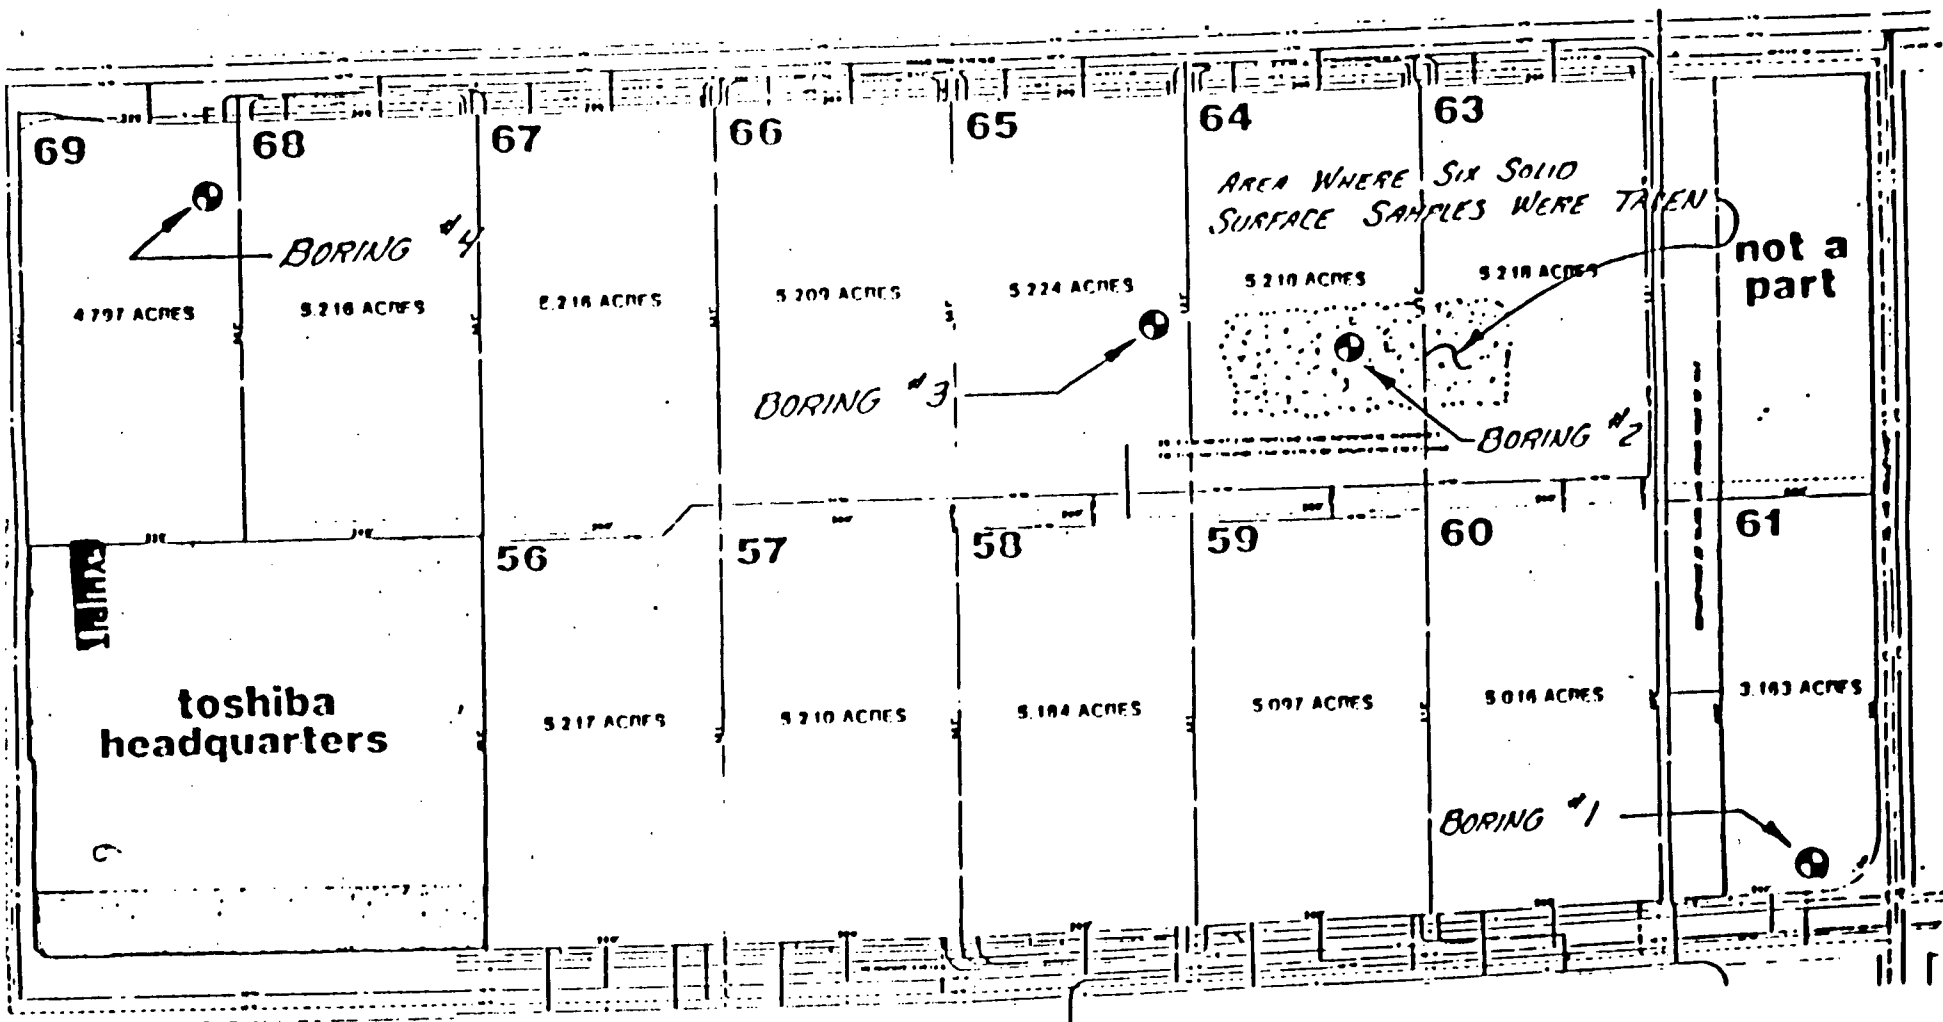 69
68
67
66
65
64
63
AREA WHERE SIX SOLID
SURFACE SAMPLES WERE TAKEN
BORING #4
not a
part
4.797 ACRES
5.216 ACRES
5.216 ACRES
5.209 ACRES
5.224 ACRES
5.210 ACRES
5.218 ACRES
BORING #3
BORING #2
56
57
58
59
60
61
EXHIBIT
toshiba
headquarters
5.217 ACRES
5.210 ACRES
5.184 ACRES
5.097 ACRES
5.016 ACRES
3.163 ACRES
BORING #1